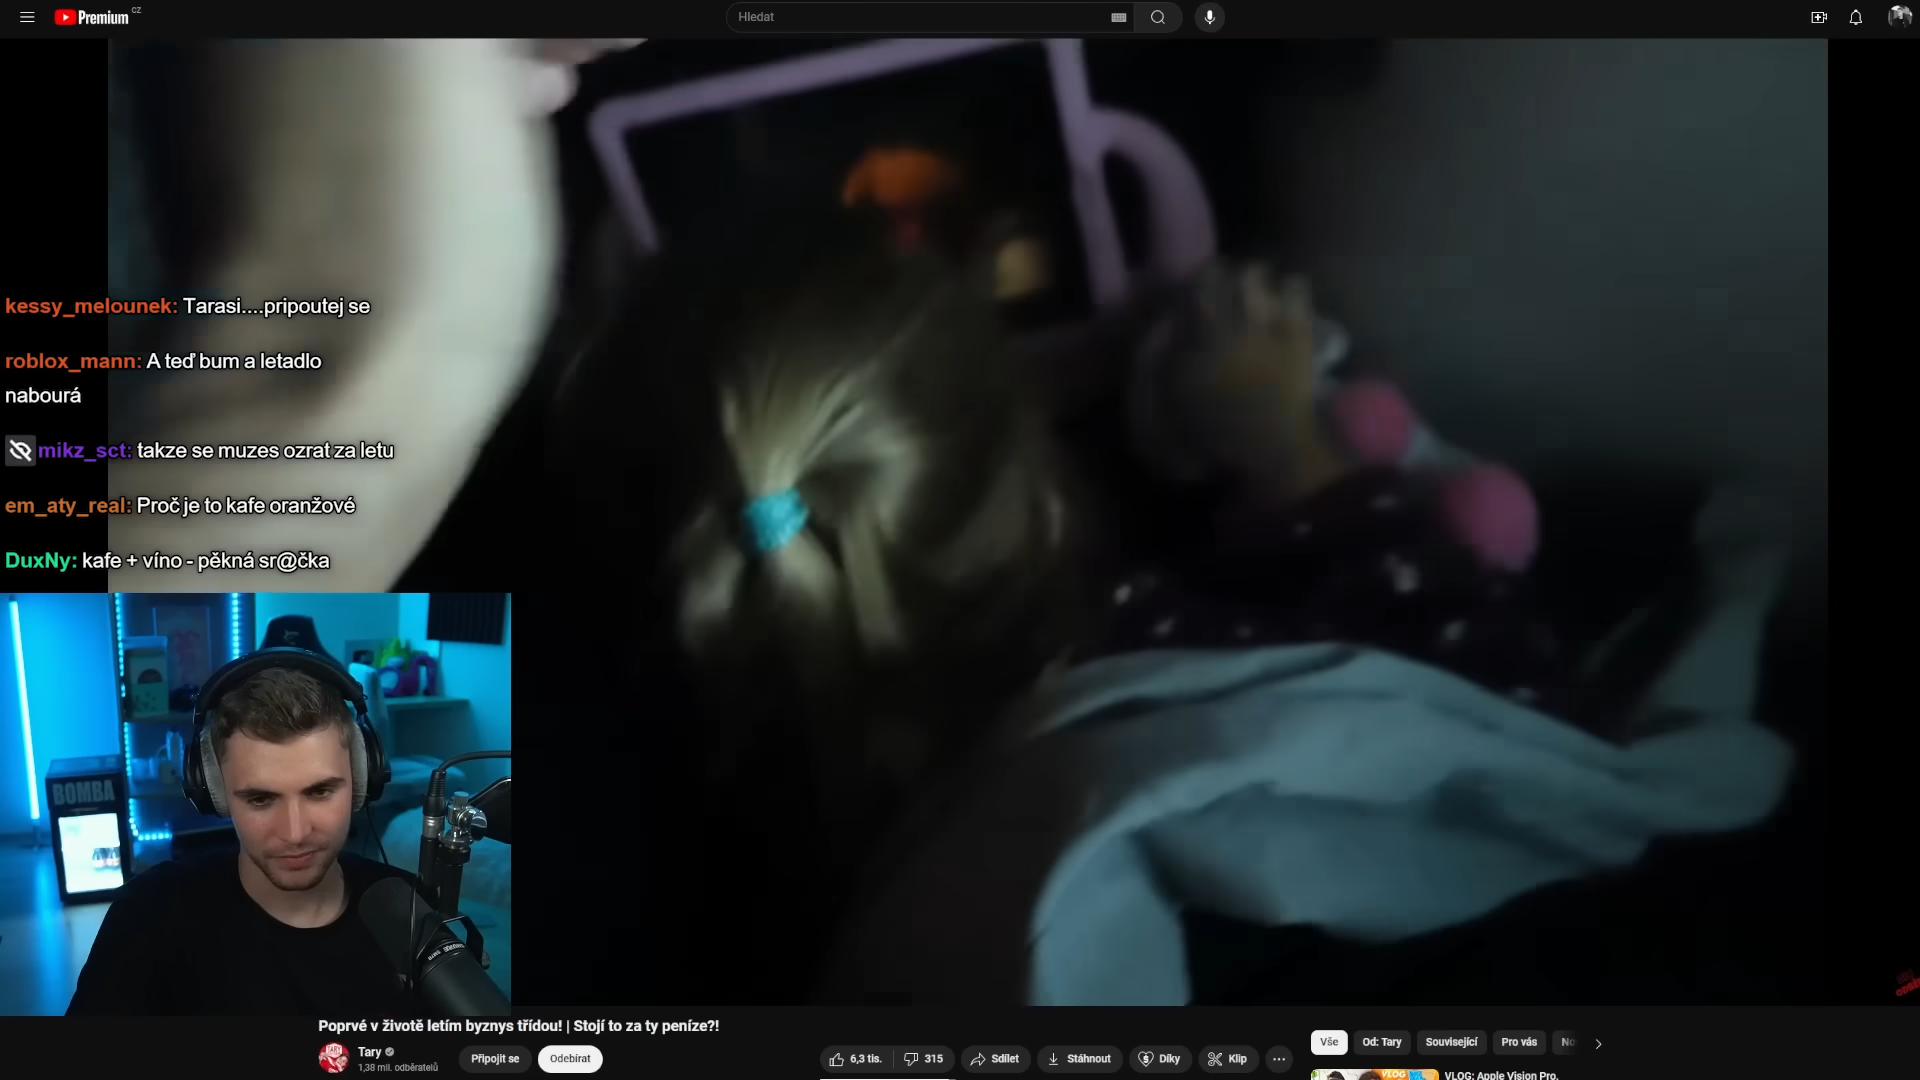 Premium CZ
Hledat
kessy_melounek: Tarasi....pripoutej se
roblox_mann: A teď bum a letadlo
nabourá
mikz_sct: takze se muzes ozrat za letu
em_aty_real: Proč je to kafe oranžové
DuxNy: kafe + víno - pěkná sr@čka
BOMBA
Poprvé v životě letím byznys třídou! | Stojí to za ty peníze?!
Tary
1,38 mil. odběratelů
Připojit se
Odebírat
6,3 tis.
315
Sdílet
Stáhnout
Díky
Klip
Vše
Od: Tary
Související
Pro vás
VLOG
VLOG: Apple Vision Pro,